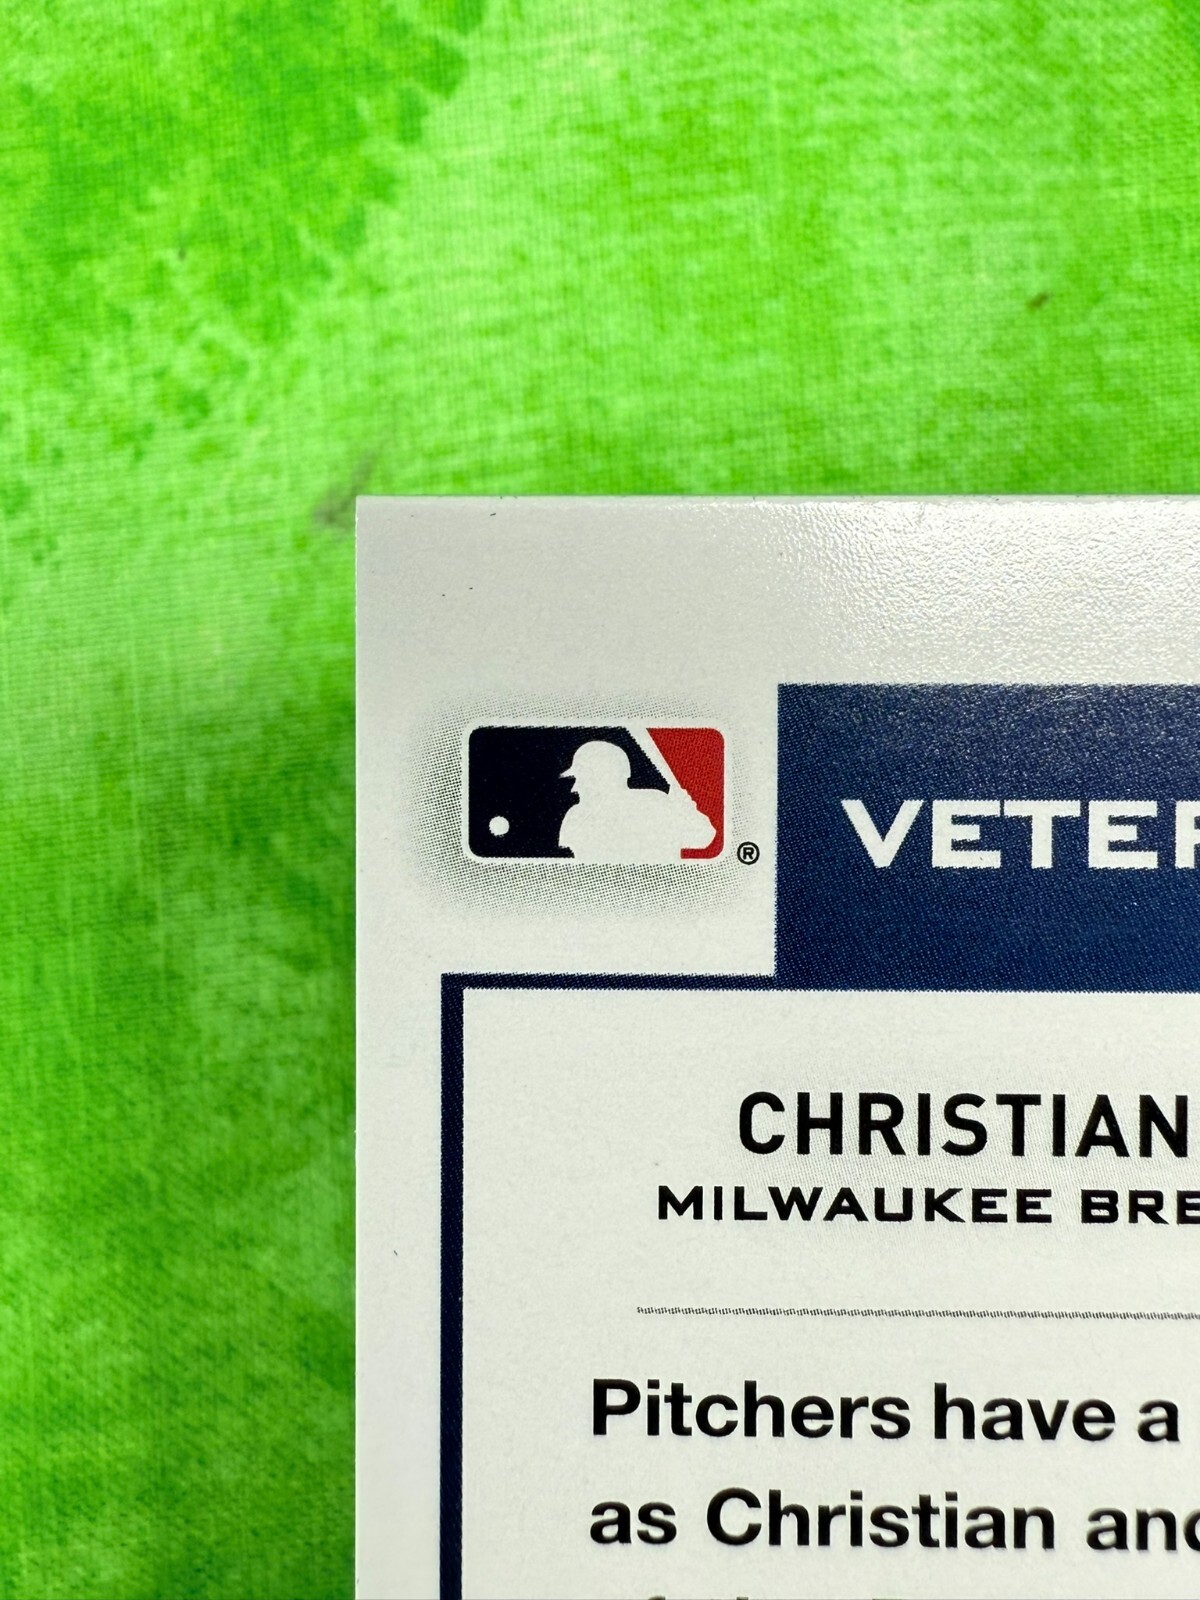 ®
VETER
CHRISTIAN
MILWAUKEE BRE
Pitchers have a
as Christian and